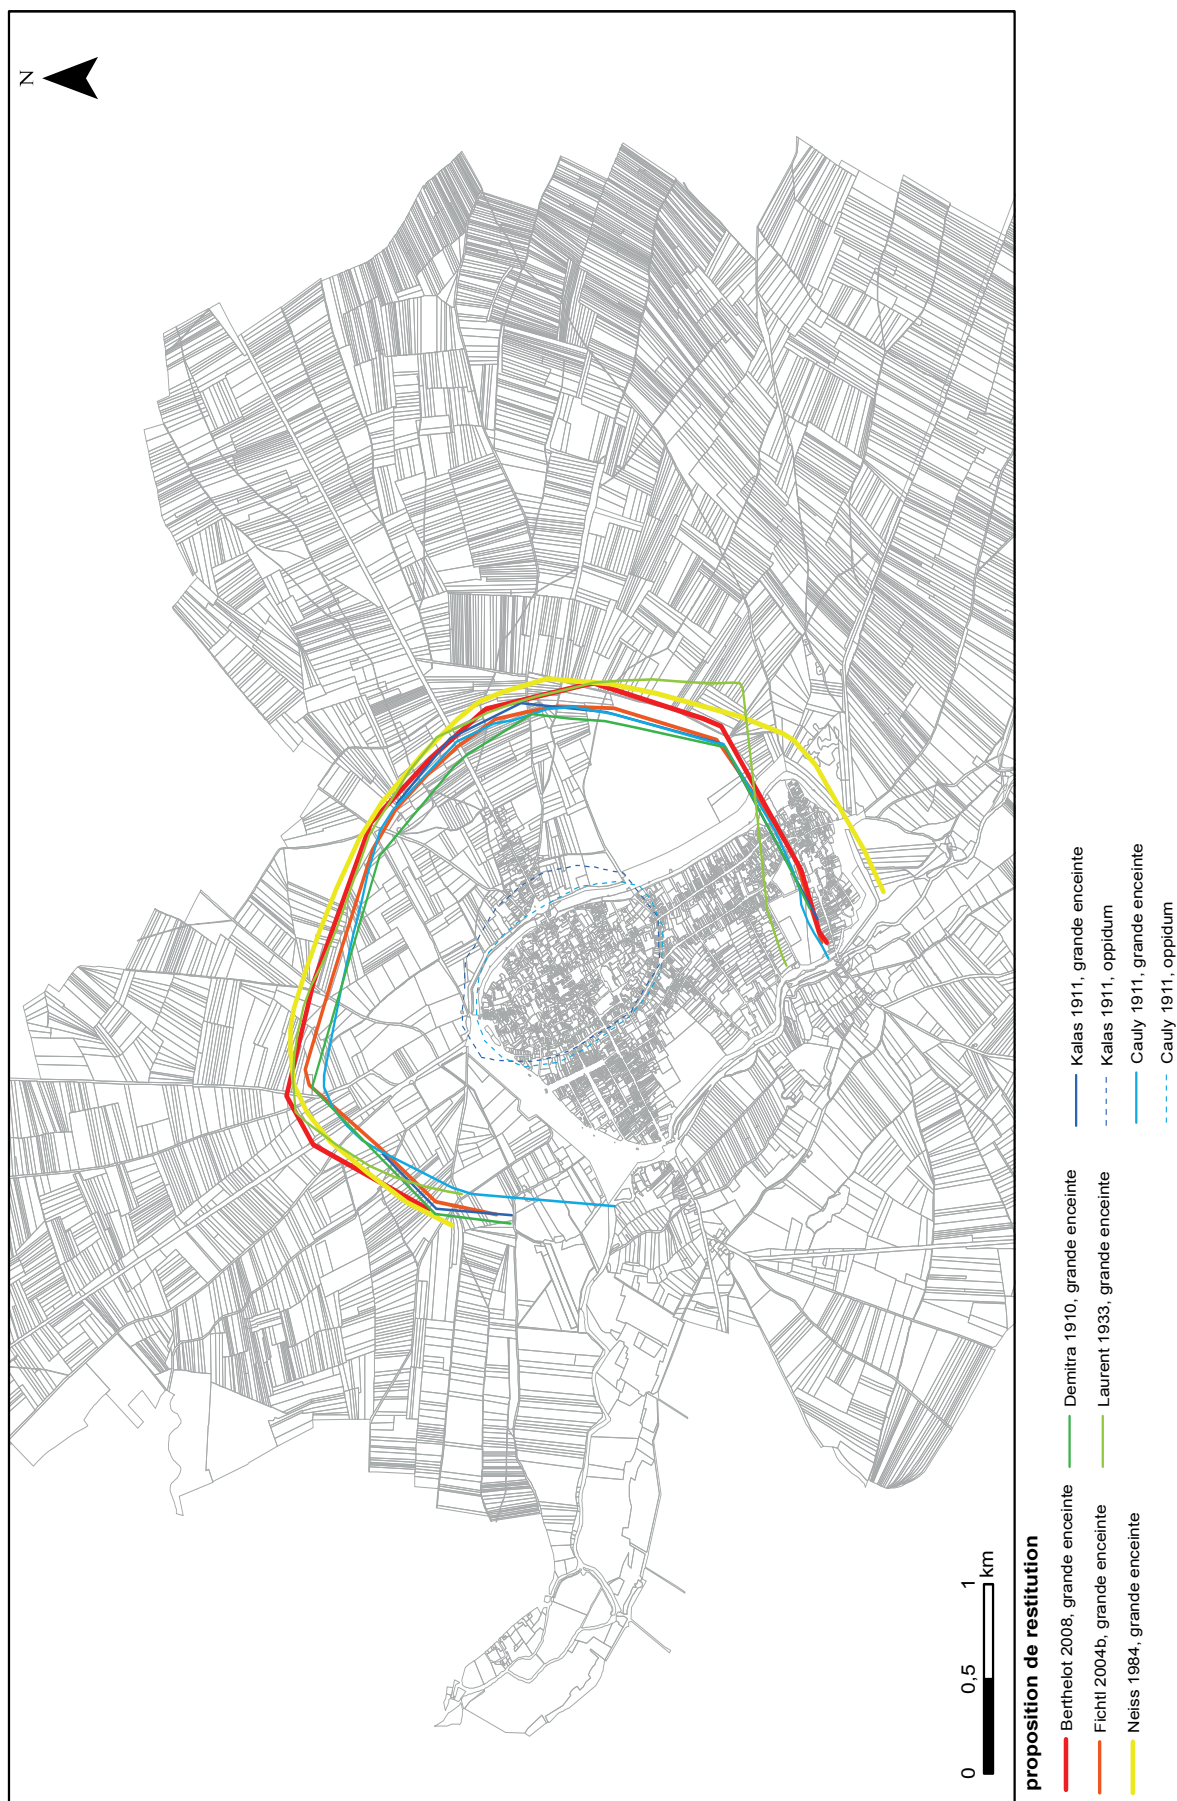 N
0 0,5 1 km
proposition de restitution
Berthelot 2008, grande enceinte
Fichtl 2004b, grande enceinte
Neiss 1984, grande enceinte
Demitra 1910, grande enceinte
Laurent 1933, grande enceinte
Kalas 1911, grande enceinte
Kalas 1911, oppidum
Cauly 1911, grande enceinte
Cauly 1911, oppidum